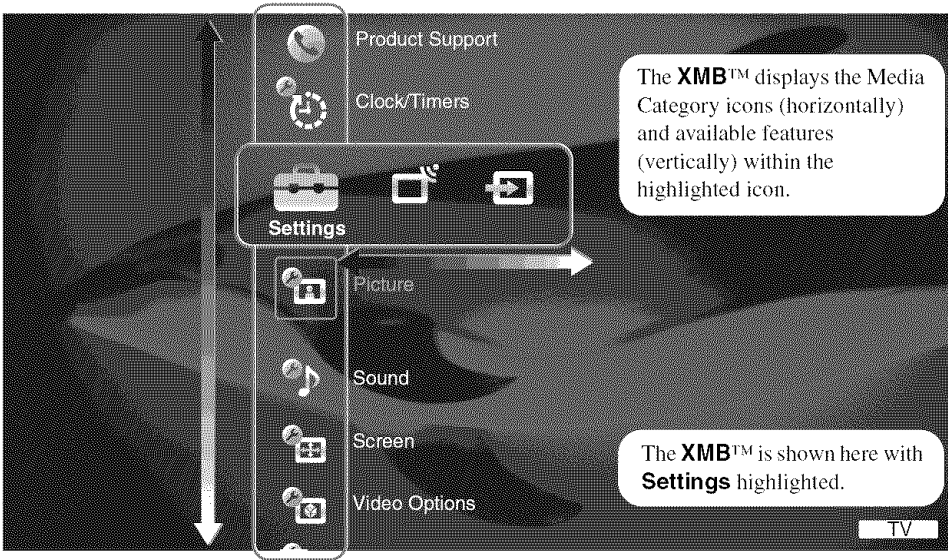 Product Support
Clock/Timers
The XMB™ displays the Media
Category icons (horizontally)
and available features
(vertically) within the
highlighted icon.
Settings
Picture
Sound
Screen
Video Options
The XMB™ is shown here with
Settings highlighted.
TV